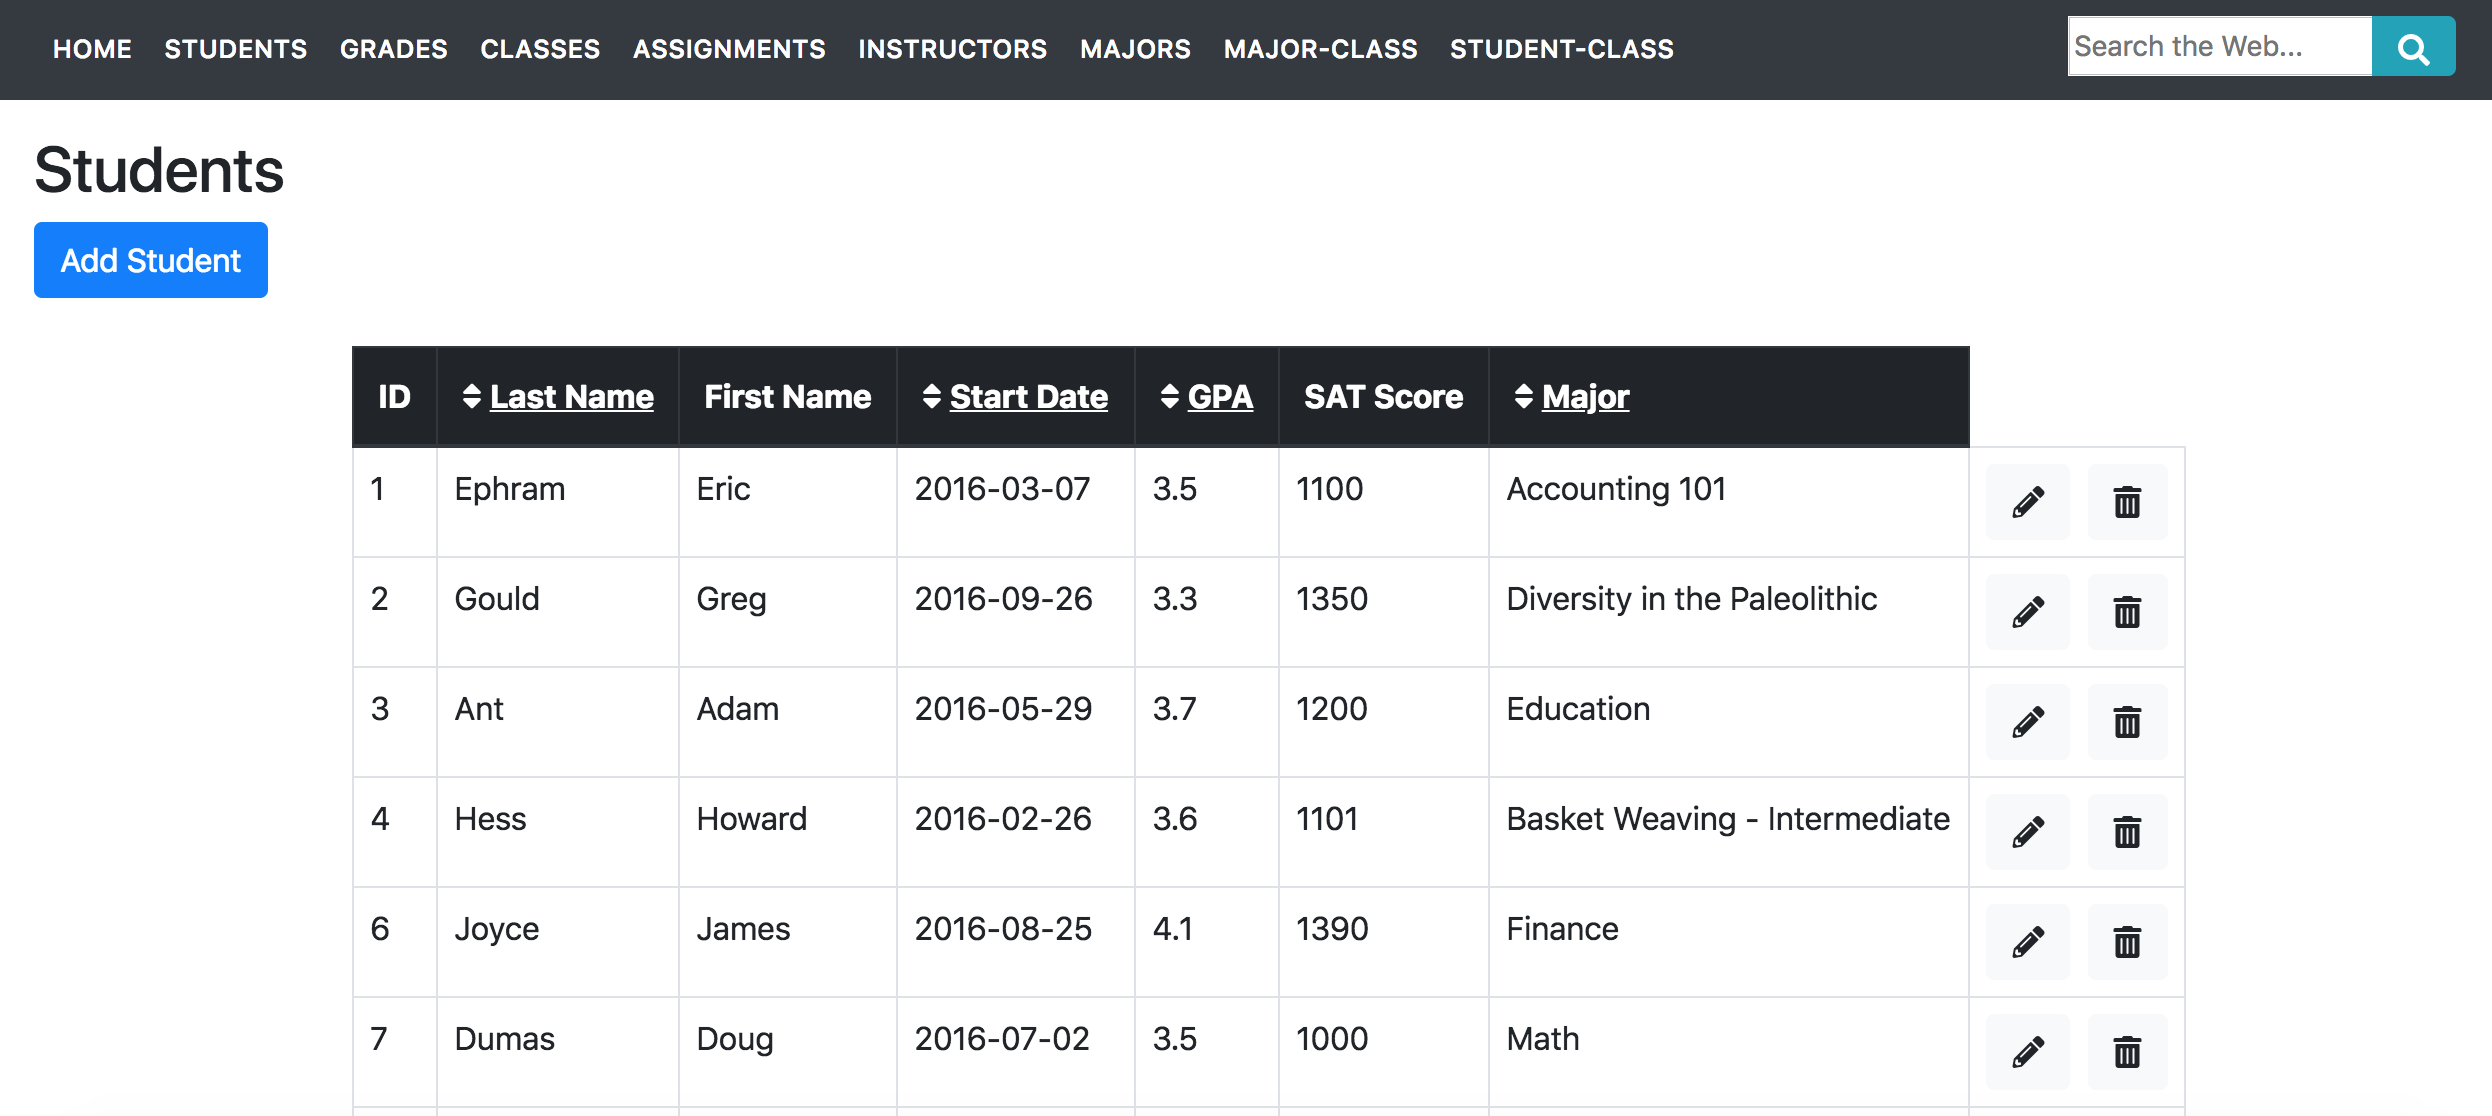 HOME STUDENTS GRADES CLASSES ASSIGNMENTS INSTRUCTORS MAJORS MAJOR-CLASS STUDENT-CLASS Search the Web...
Students
Add Student
ID Last Name First Name Start Date GPA SAT Score Major
1 Ephram Eric 2016-03-07 3.5 1100 Accounting 101
2 Gould Greg 2016-09-26 3.3 1350 Diversity in the Paleolithic
3 Ant Adam 2016-05-29 3.7 1200 Education
4 Hess Howard 2016-02-26 3.6 1101 Basket Weaving - Intermediate
6 Joyce James 2016-08-25 4.1 1390 Finance
7 Dumas Doug 2016-07-02 3.5 1000 Math